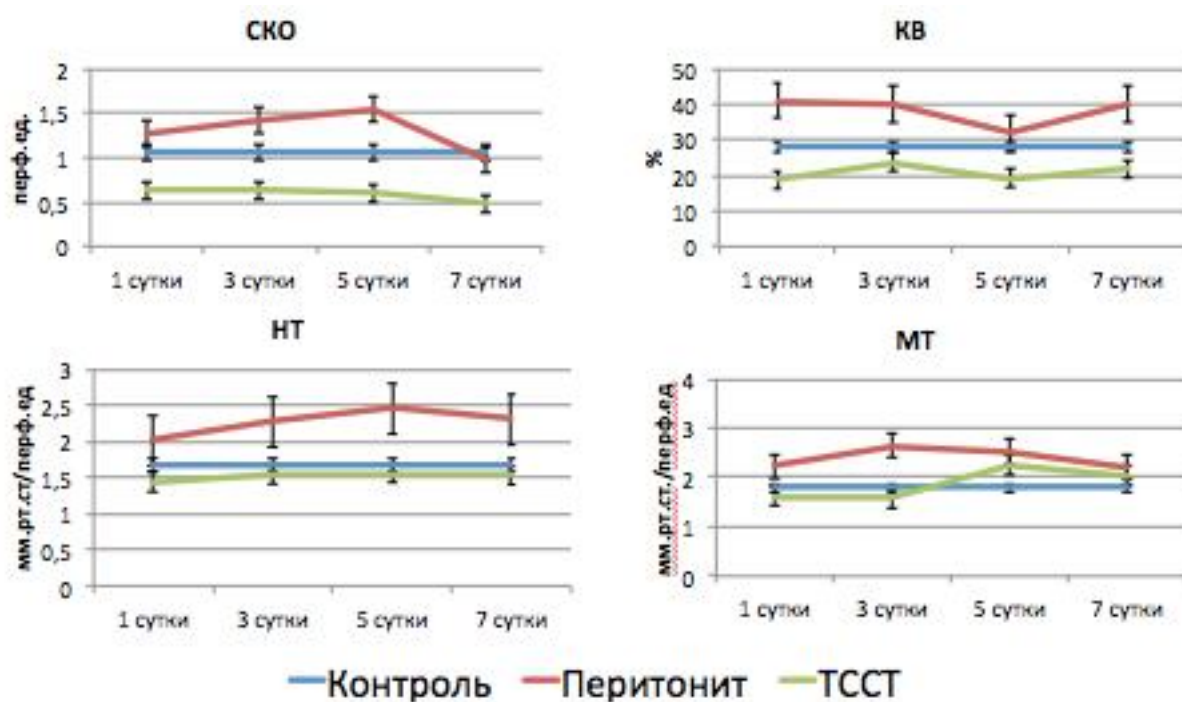 СКО
перф.ед.
2
1,5
1
0,5
0
1 сутки 3 сутки 5 сутки 7 сутки
КВ
%
50
40
30
20
10
0
1 сутки 3 сутки 5 сутки 7 сутки
НТ
мм.рт.ст/перф.ед
3
2,5
2
1,5
1
0,5
0
1 сутки 3 сутки 5 сутки 7 сутки
МТ
мм.рт.ст./перф.ед
4
3
2
1
0
1 сутки 3 сутки 5 сутки 7 сутки
Контроль Перитонит ТССТ